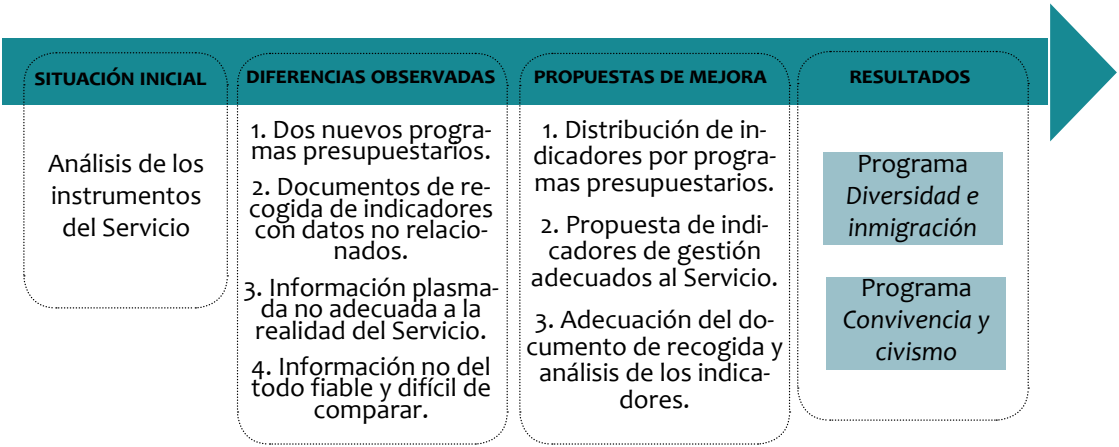 SITUACIÓN INICIAL
Análisis de los
instrumentos
del Servicio
DIFERENCIAS OBSERVADAS
1. Dos nuevos progra-
mas presupuestarios.
2. Documentos de re-
cogida de indicadores
con datos no relacio-
nados.
3. Información plasma-
da no adecuada a la
realidad del Servicio.
4. Información no del
todo fiable y difícil de
comparar.
PROPUESTAS DE MEJORA
1. Distribución de in-
dicadores por progra-
mas presupuestarios.
2. Propuesta de indi-
cadores de gestión
adecuados al Servicio.
3. Adecuación del do-
cumento de recogida y
análisis de los indica-
dores.
RESULTADOS
Programa
Diversidad e
inmigración
Programa
Convivencia y
civismo